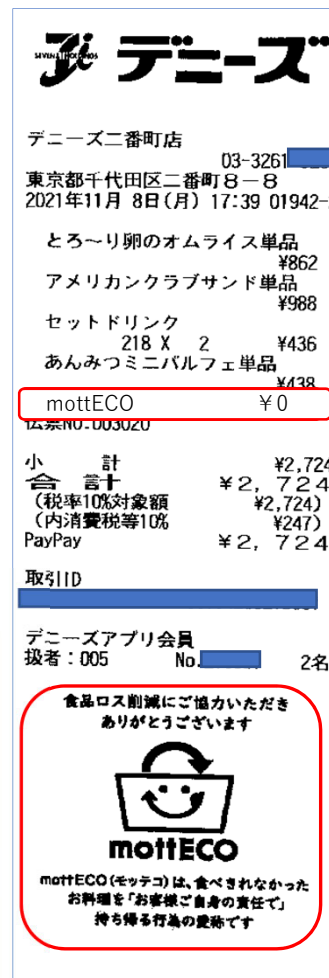 SEVEN&i HOLDINGS
デニーズ
デニーズ二番町店
03-3261
東京都千代田区二番町8-8
2021年11月 8日(月) 17:39 01942-
とろ〜り卵のオムライス単品
¥862
アメリカンクラブサンド単品
¥988
セットドリンク
218 X 2 ¥436
あんみつミニパルフェ単品
¥438
mottECO ¥0
伝票NO.003020
小 計 ¥2,724
合 計 ¥2,724
(税率10%対象額 ¥2,724)
(内消費税等10% ¥247)
PayPay ¥2,724
取引ID
デニーズアプリ会員
扱者:005 No. 2名
食品ロス削減にご協力いただき
ありがとうございます
mottECO
mottECO(モッテコ)は、食べきれなかった
お料理を「お客様ご自身の責任で」
持ち帰る行為の愛称です